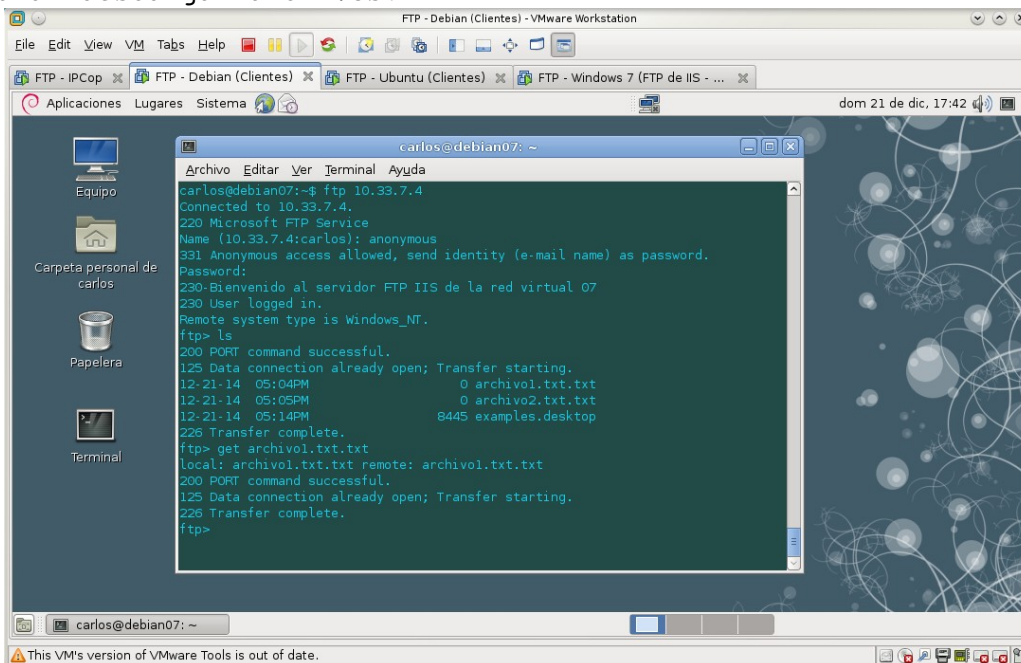 FTP - Debian (Clientes) - VMware Workstation
File Edit View VM Tabs Help
FTP - IPCop
FTP - Debian (Clientes)
FTP - Ubuntu (Clientes)
FTP - Windows 7 (FTP de IIS - ...
Aplicaciones Lugares Sistema
dom 21 de dic, 17:42
Equipo
Carpeta personal de
carlos
Papelera
Terminal
carlos@debian07: ~
Archivo Editar Ver Terminal Ayuda
carlos@debian07:~$ ftp 10.33.7.4
Connected to 10.33.7.4.
220 Microsoft FTP Service
Name (10.33.7.4:carlos): anonymous
331 Anonymous access allowed, send identity (e-mail name) as password.
Password:
230-Bienvenido al servidor FTP IIS de la red virtual 07
230 User logged in.
Remote system type is Windows_NT.
ftp> ls
200 PORT command successful.
125 Data connection already open; Transfer starting.
12-21-14 05:04PM 0 archivo1.txt.txt
12-21-14 05:05PM 0 archivo2.txt.txt
12-21-14 05:14PM 8445 examples.desktop
226 Transfer complete.
ftp> get archivo1.txt.txt
local: archivo1.txt.txt remote: archivo1.txt.txt
200 PORT command successful.
125 Data connection already open; Transfer starting.
226 Transfer complete.
ftp>
carlos@debian07: ~
This VM's version of VMware Tools is out of date.